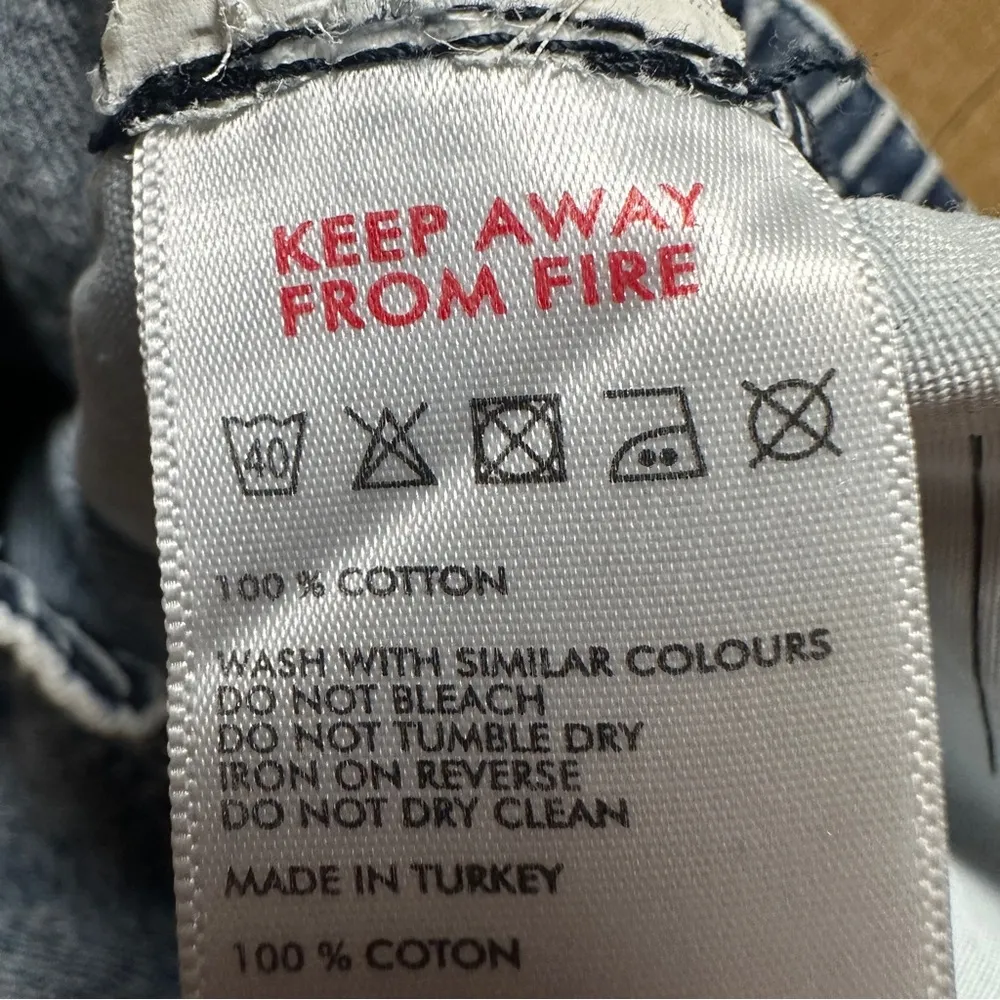 KEEP AWAY
FROM FIRE
40
100 % COTTON
WASH WITH SIMILAR COLOURS
DO NOT BLEACH
DO NOT TUMBLE DRY
IRON ON REVERSE
DO NOT DRY CLEAN
MADE IN TURKEY
100 % COTON